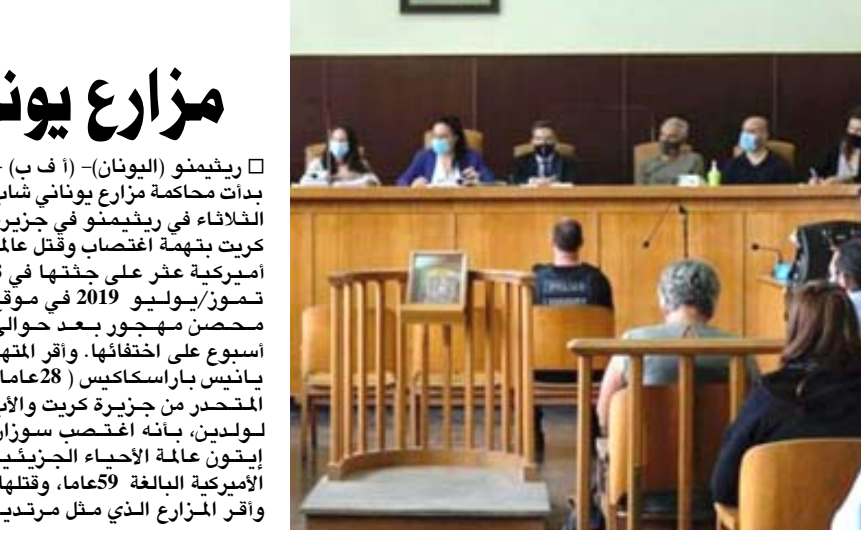 مزارع يون
□ ريثيمنو (اليونان)– (أ ف ب) -
بدأت محاكمة مزارع يوناني شاب
الثلاثاء في ريثيمنو في جزيرة
كريت بتهمة اغتصاب وقتل عالمة
أميركية عثر على جثتها في 8
تموز/يوليو 2019 في موقع
محصن مهجور بعد حوالى
أسبوع على اختفائها. وأقر المتهم
يانيس باراسكاكيس ( 28عاما)
المتحدر من جزيرة كريت والأب
لولدين، بأنه اغتصب سوزان
إيتون عالمة الأحياء الجزيئية
الأميركية البالغة 59عاما، وقتلها.
وأقر المزارع الذي مثل مرتديا